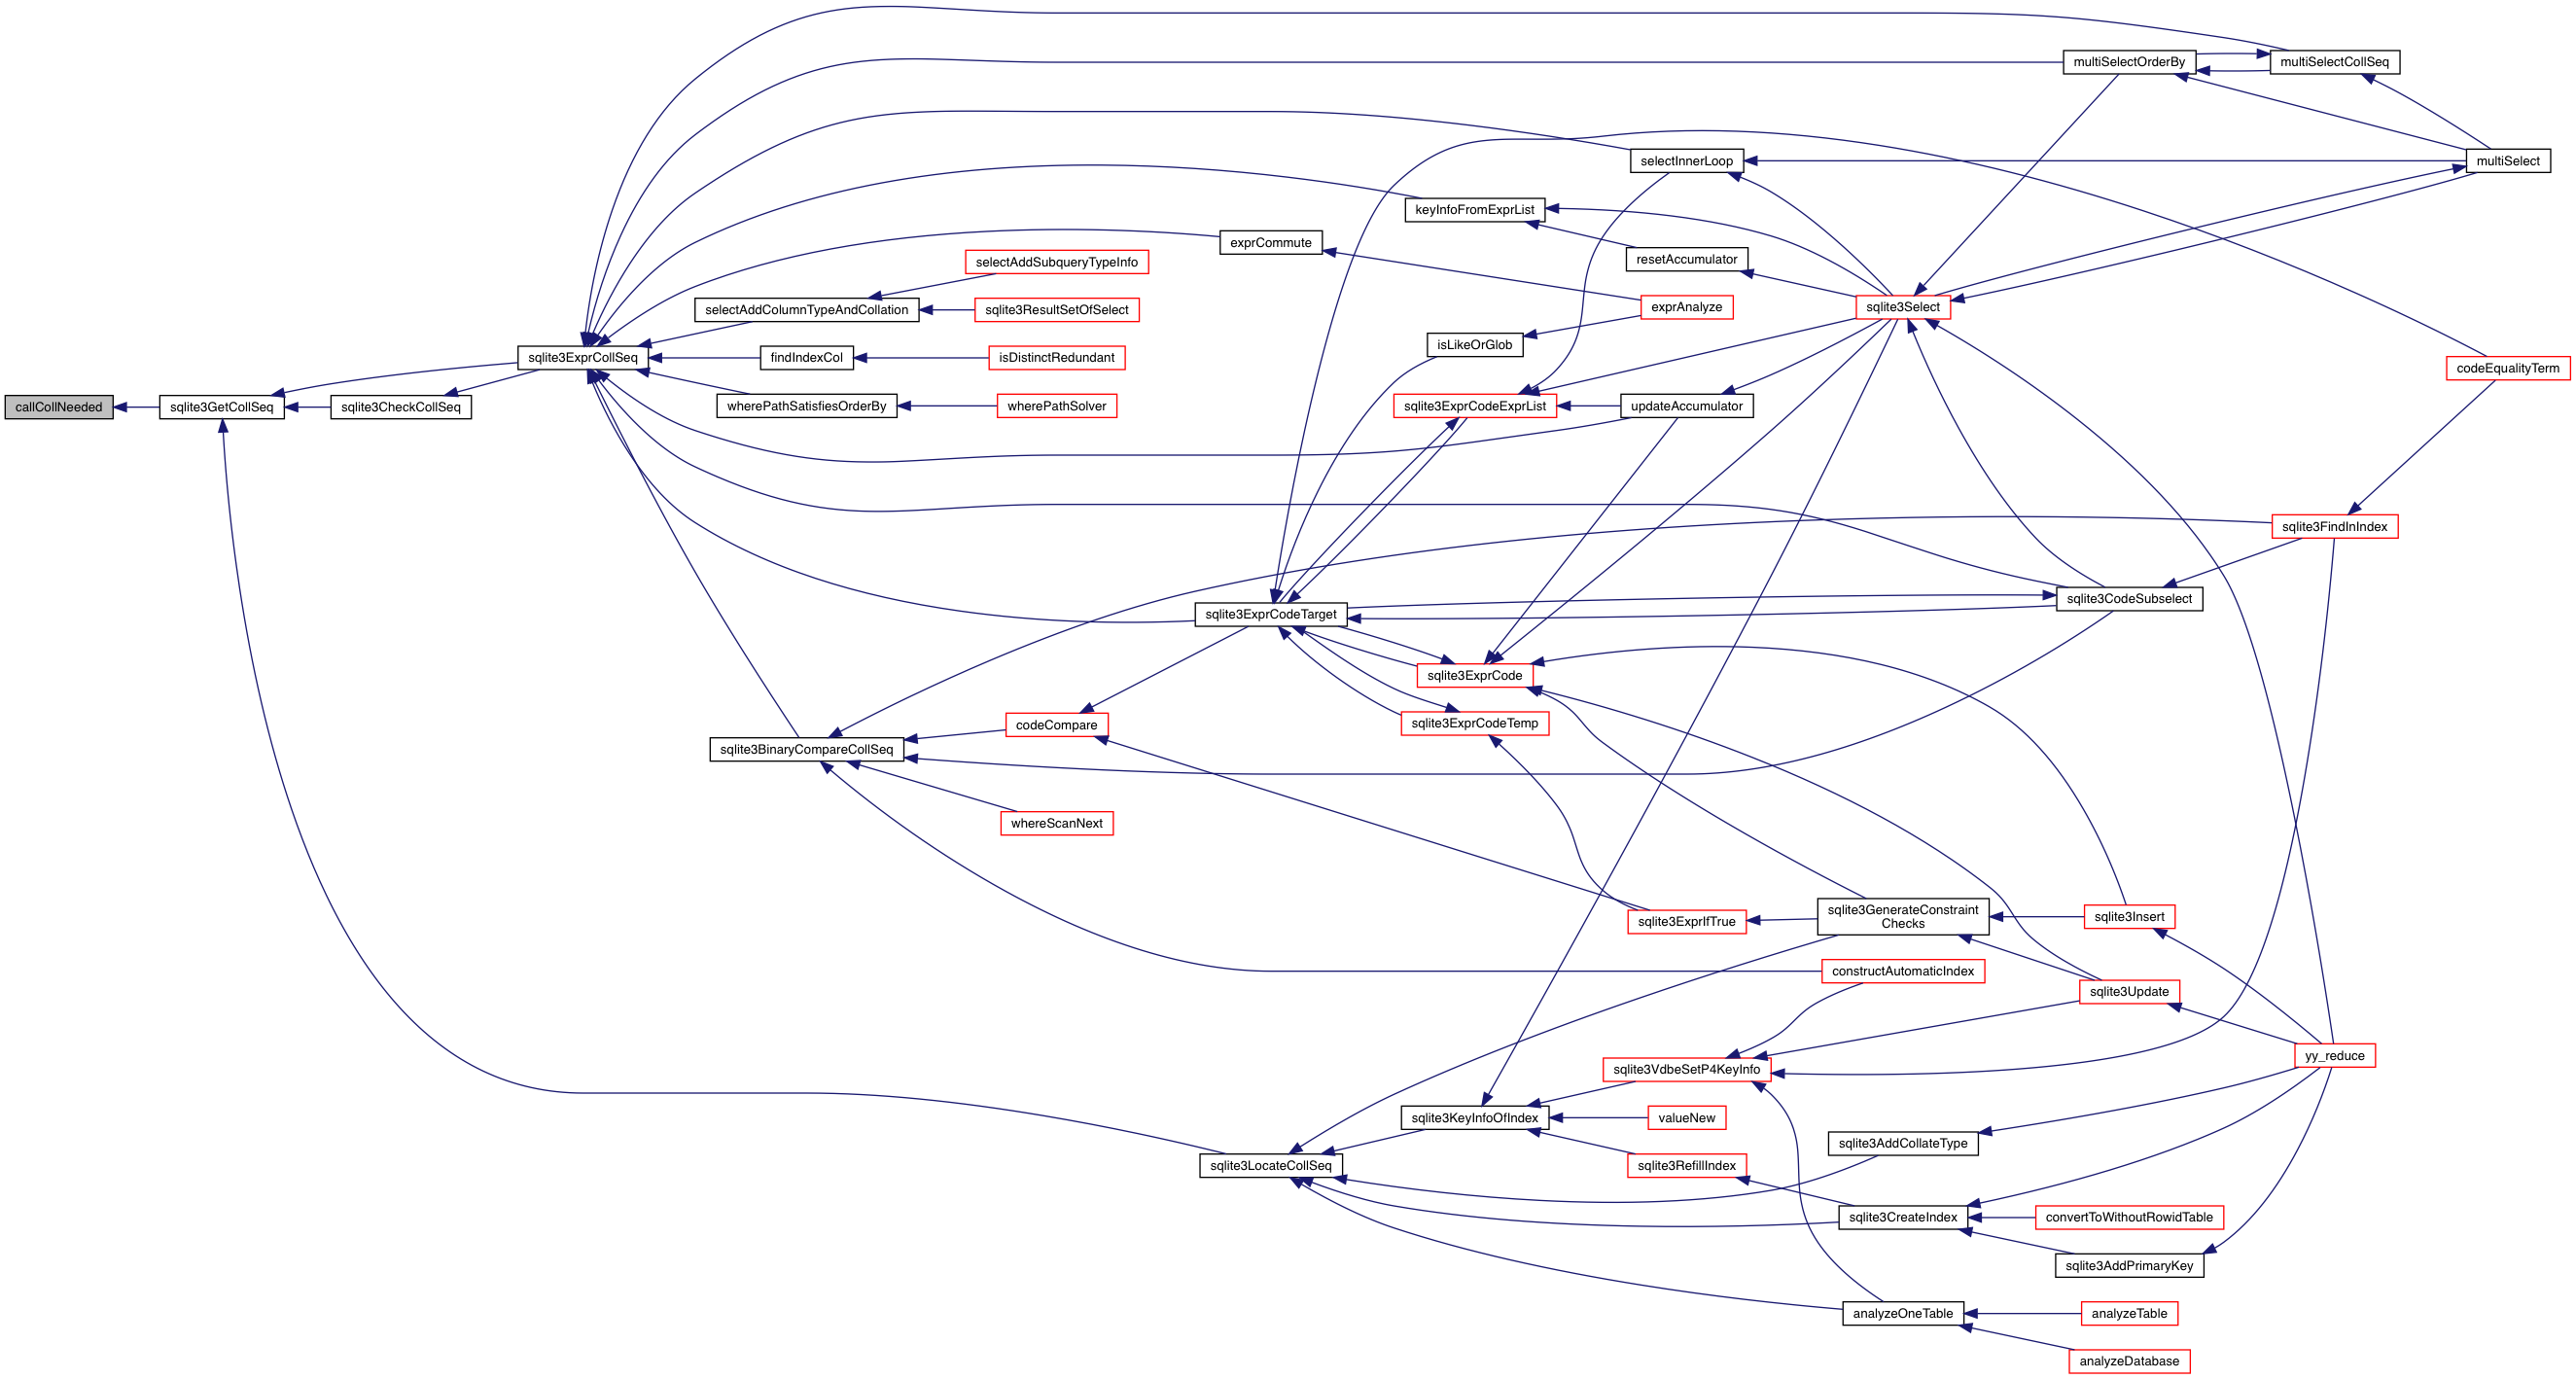 multiSelectOrderBy
multiSelectCollSeq
selectInnerLoop
multiSelect
keyInfoFromExprList
exprCommute
selectAddSubqueryTypeInfo
resetAccumulator
selectAddColumnTypeAndCollation
sqlite3ResultSetOfSelect
exprAnalyze
sqlite3Select
sqlite3ExprCollSeq
findIndexCol
isDistinctRedundant
isLikeOrGlob
codeEqualityTerm
callCollNeeded
sqlite3GetCollSeq
sqlite3CheckCollSeq
wherePathSatisfiesOrderBy
wherePathSolver
sqlite3ExprCodeExprList
updateAccumulator
sqlite3FindInIndex
sqlite3ExprCodeTarget
sqlite3CodeSubselect
sqlite3ExprCode
sqlite3BinaryCompareCollSeq
codeCompare
sqlite3ExprCodeTemp
whereScanNext
sqlite3ExprIfTrue
sqlite3GenerateConstraint
Checks
sqlite3Insert
constructAutomaticIndex
sqlite3Update
sqlite3VdbeSetP4KeyInfo
yy_reduce
sqlite3KeyInfoOfIndex
valueNew
sqlite3LocateCollSeq
sqlite3RefillIndex
sqlite3AddCollateType
sqlite3CreateIndex
convertToWithoutRowidTable
sqlite3AddPrimaryKey
analyzeOneTable
analyzeTable
analyzeDatabase